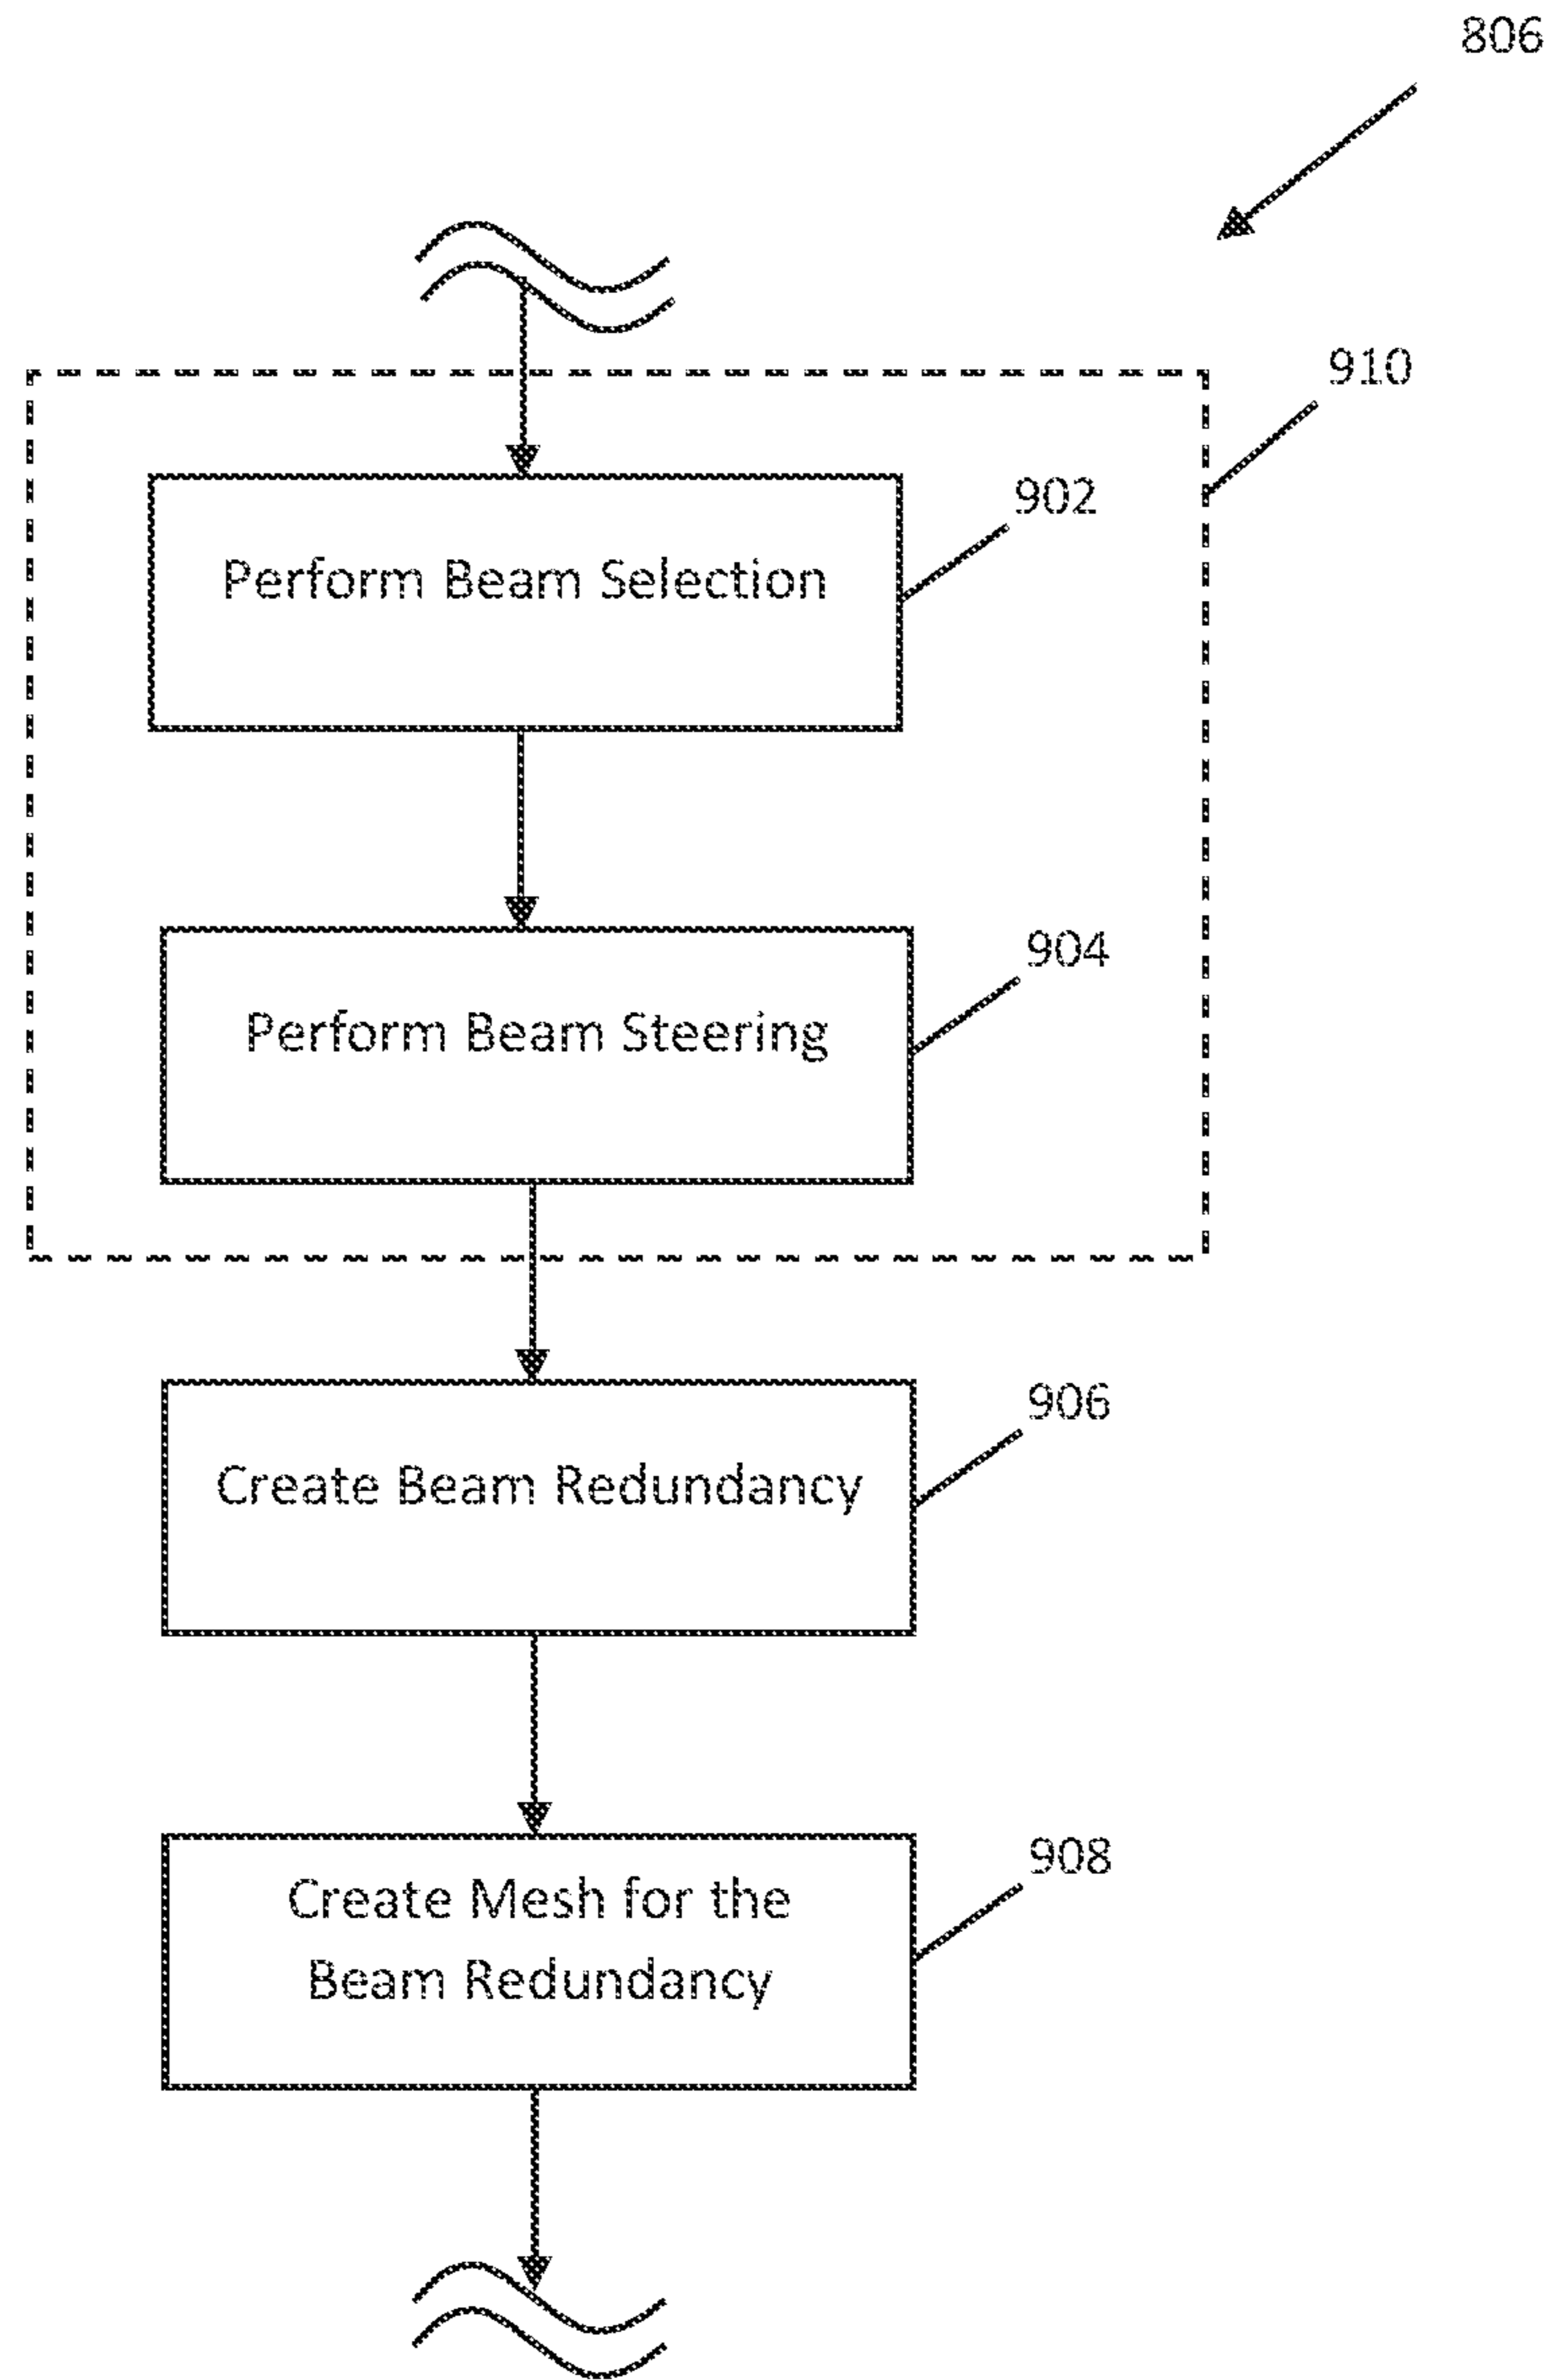 806
910
902
Perform Beam Selection
904
Perform Beam Steering
906
Create Beam Redundancy
908
Create Mesh for the
Beam Redundancy